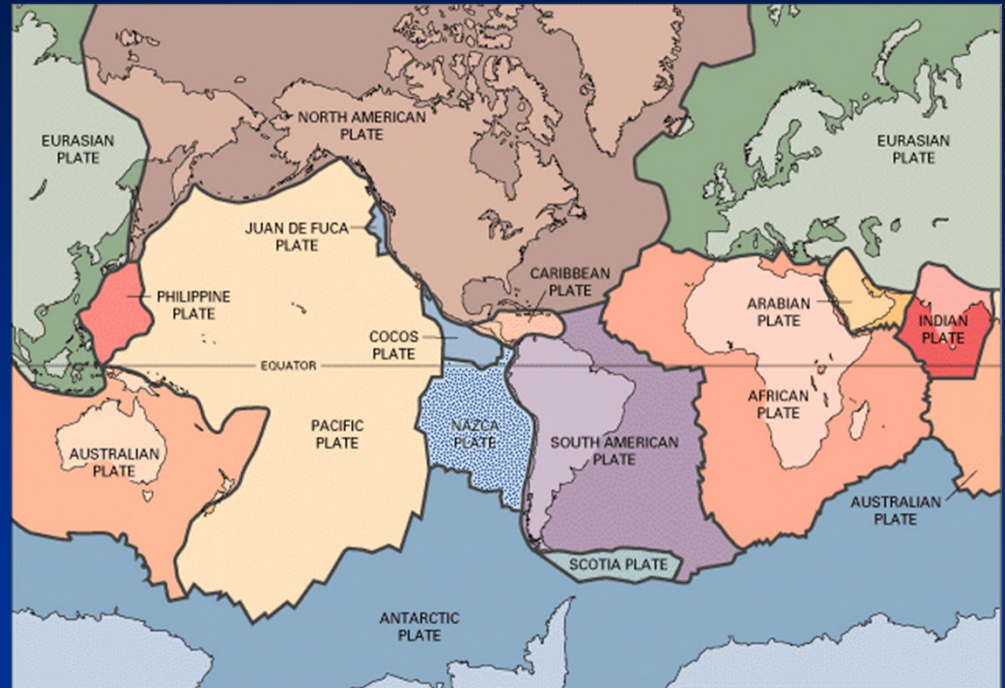 NORTH AMERICAN
PLATE
EURASIAN
PLATE
EURASIAN
PLATE
JUAN DE FUCA
PLATE
CARIBBEAN
PLATE
PHILIPPINE
PLATE
ARABIAN
PLATE
INDIAN
PLATE
COCOS
PLATE
EQUATOR
AFRICAN
PLATE
PACIFIC
PLATE
NAZCA
PLATE
SOUTH AMERICAN
PLATE
AUSTRALIAN
PLATE
AUSTRALIAN
PLATE
SCOTIA PLATE
ANTARCTIC
PLATE